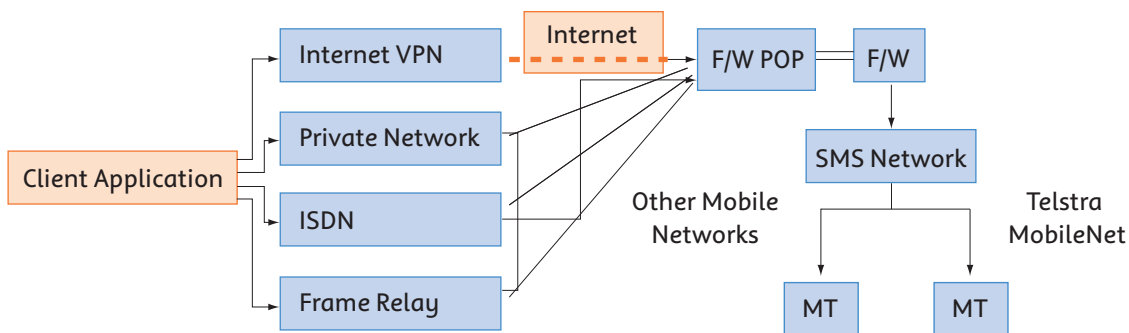 Client Application
Internet VPN
Private Network
ISDN
Frame Relay
Internet
F/W POP
F/W
SMS Network
Other Mobile
Networks
Telstra
MobileNet
MT
MT